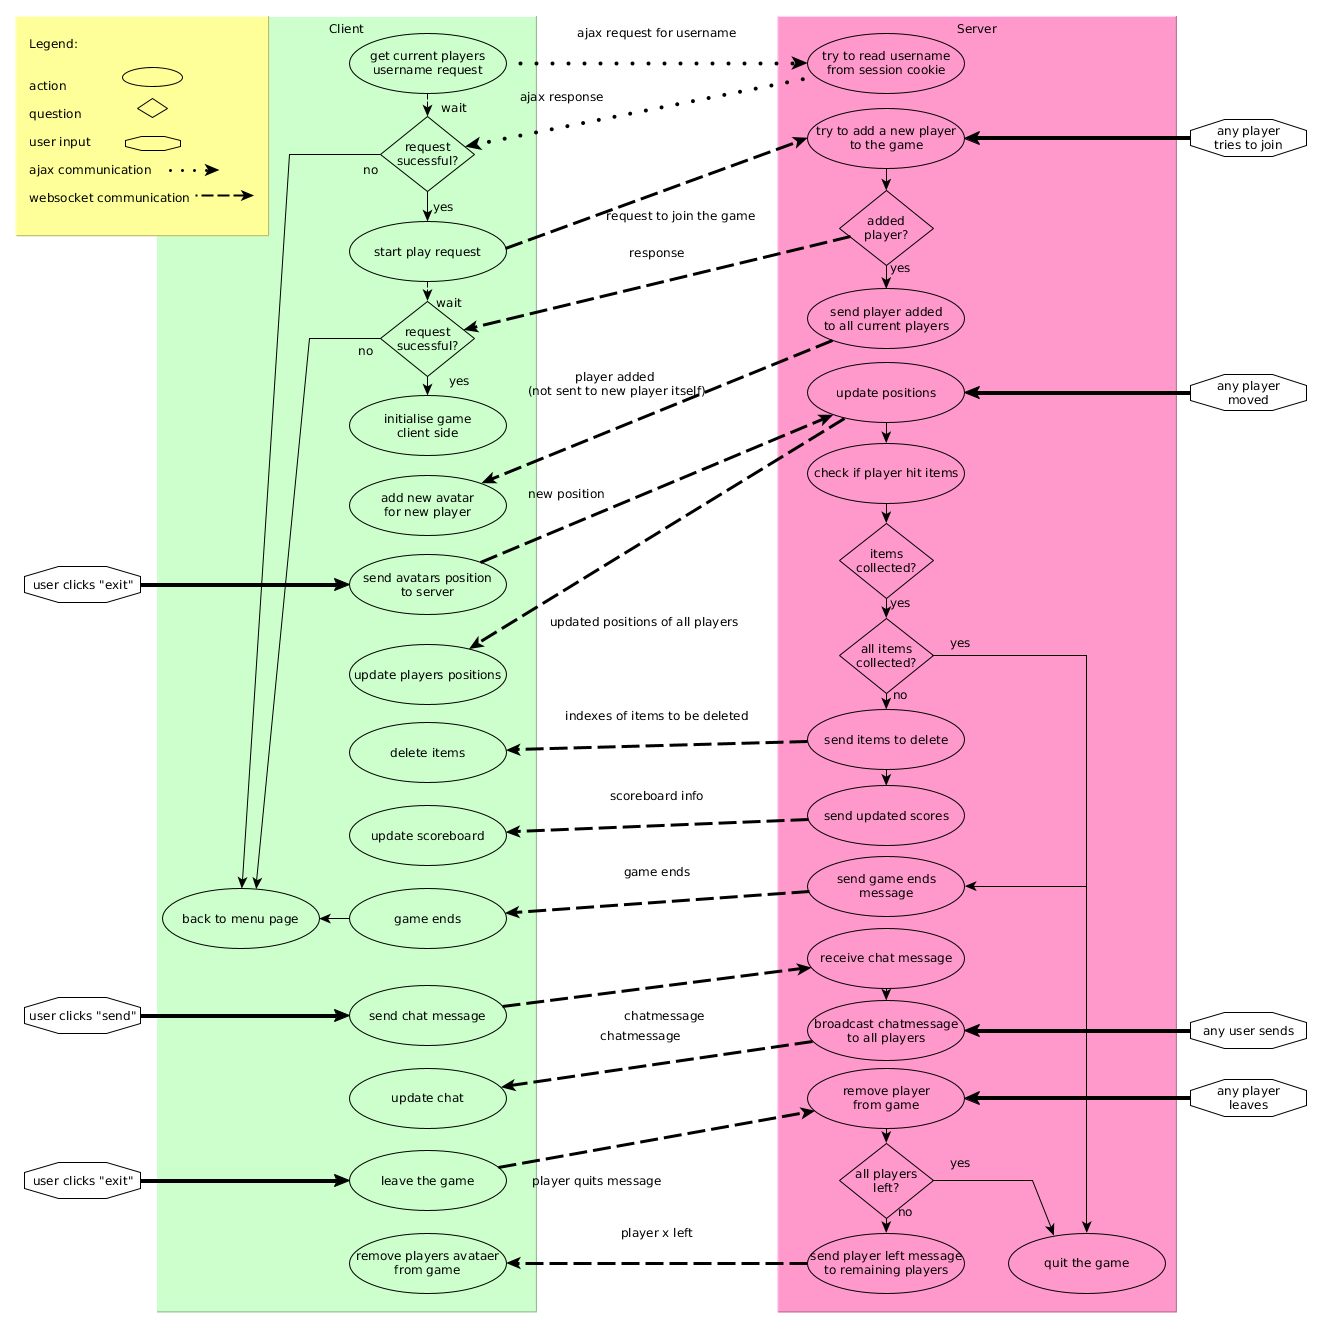 Legend:
action
question
user input
ajax communication
websocket communication
Client
get current players
username request
wait
request
sucessful?
no
yes
start play request
wait
request
sucessful?
no
yes
initialise game
client side
add new avatar
for new player
user clicks "exit"
send avatars position
to server
update players positions
delete items
update scoreboard
back to menu page
game ends
user clicks "send"
send chat message
update chat
user clicks "exit"
leave the game
remove players avataer
from game
ajax request for username
ajax response
request to join the game
response
player added
(not sent to new player itself)
new position
updated positions of all players
indexes of items to be deleted
scoreboard info
game ends
chatmessage
chatmessage
player quits message
player x left
Server
try to read username
from session cookie
try to add a new player
to the game
any player
tries to join
added
player?
yes
send player added
to all current players
update positions
any player
moved
check if player hit items
items
collected?
yes
all items
collected?
yes
no
send items to delete
send updated scores
send game ends
message
receive chat message
broadcast chatmessage
to all players
any user sends
remove player
from game
any player
leaves
all players
left?
yes
no
send player left message
to remaining players
quit the game